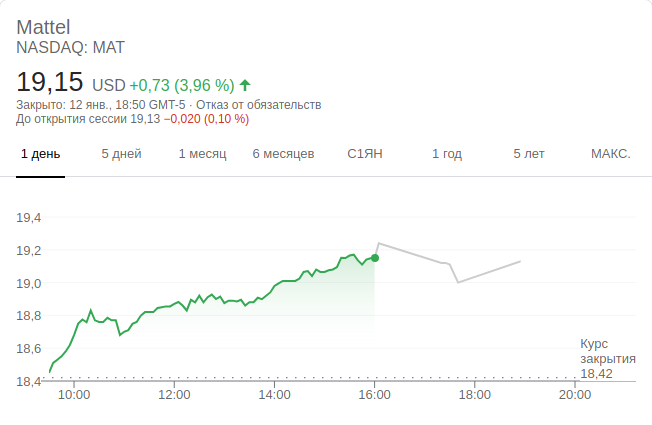 Mattel
NASDAQ: MAT
19,15 USD +0,73 (3,96 %)
Закрыто: 12 янв., 18:50 GMT-5 · Отказ от обязательств
До открытия сессии 19,13 −0,020 (0,10 %)
1 день 5 дней 1 месяц 6 месяцев С1ЯН 1 год 5 лет МАКС.
19,4
19,2
19,0
18,8
18,6
18,4
Курс
закрытия
18,42
10:00 12:00 14:00 16:00 18:00 20:00